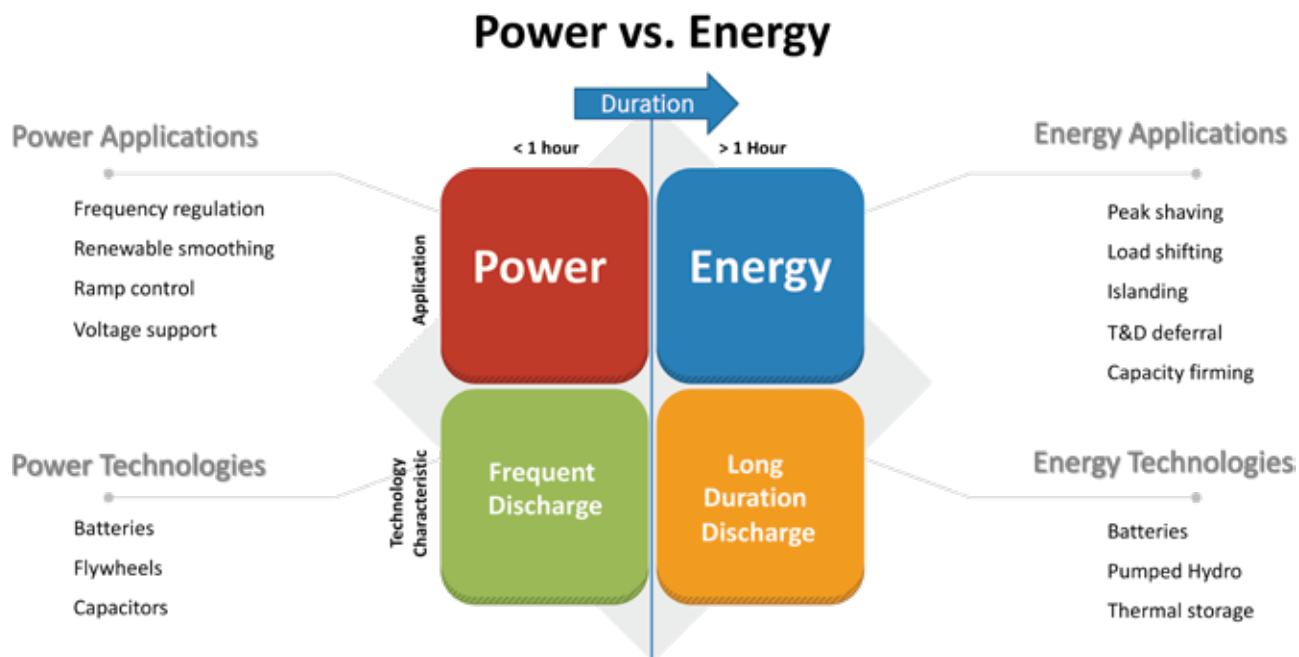 Power vs. Energy
Duration
< 1 hour
> 1 Hour
Power Applications
Frequency regulation
Renewable smoothing
Ramp control
Voltage support
Application
Power
Energy
Energy Applications
Peak shaving
Load shifting
Islanding
T&D deferral
Capacity firming
Power Technologies
Batteries
Flywheels
Capacitors
Technology
Characteristic
Frequent
Discharge
Long
Duration
Discharge
Energy Technologies
Batteries
Pumped Hydro
Thermal storage